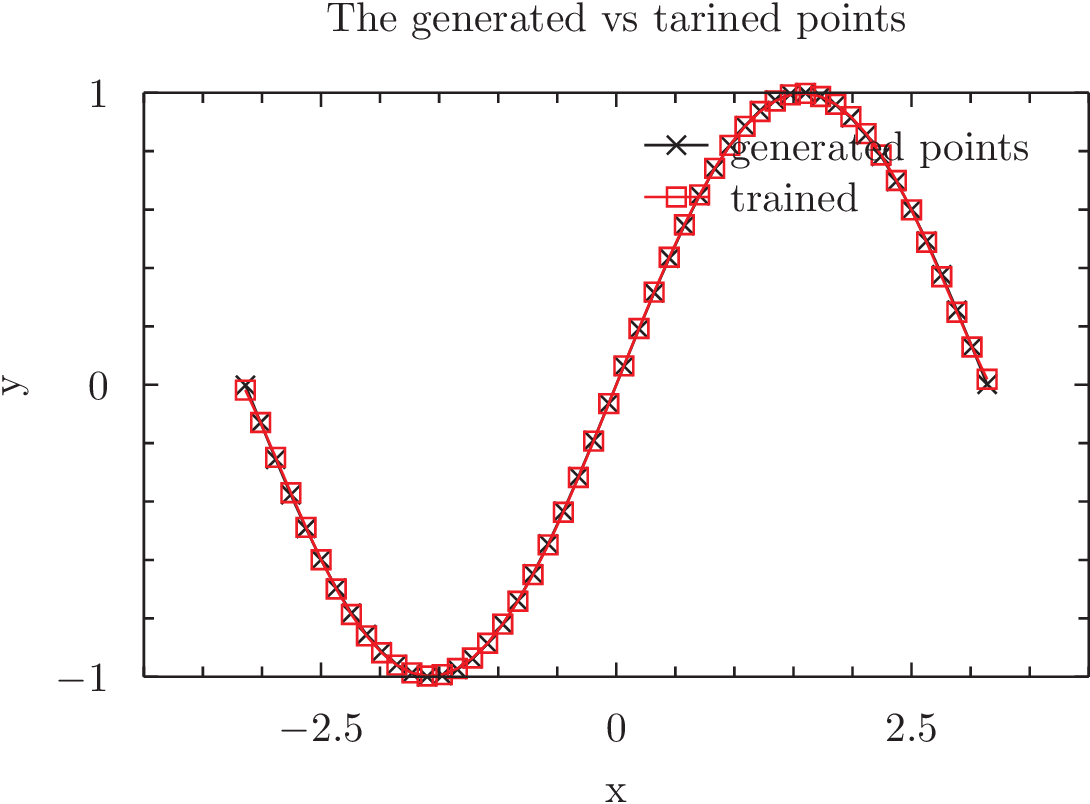 The generated vs tarined points
1
generated points
trained
y
0
−1
−2.5 0 2.5
x